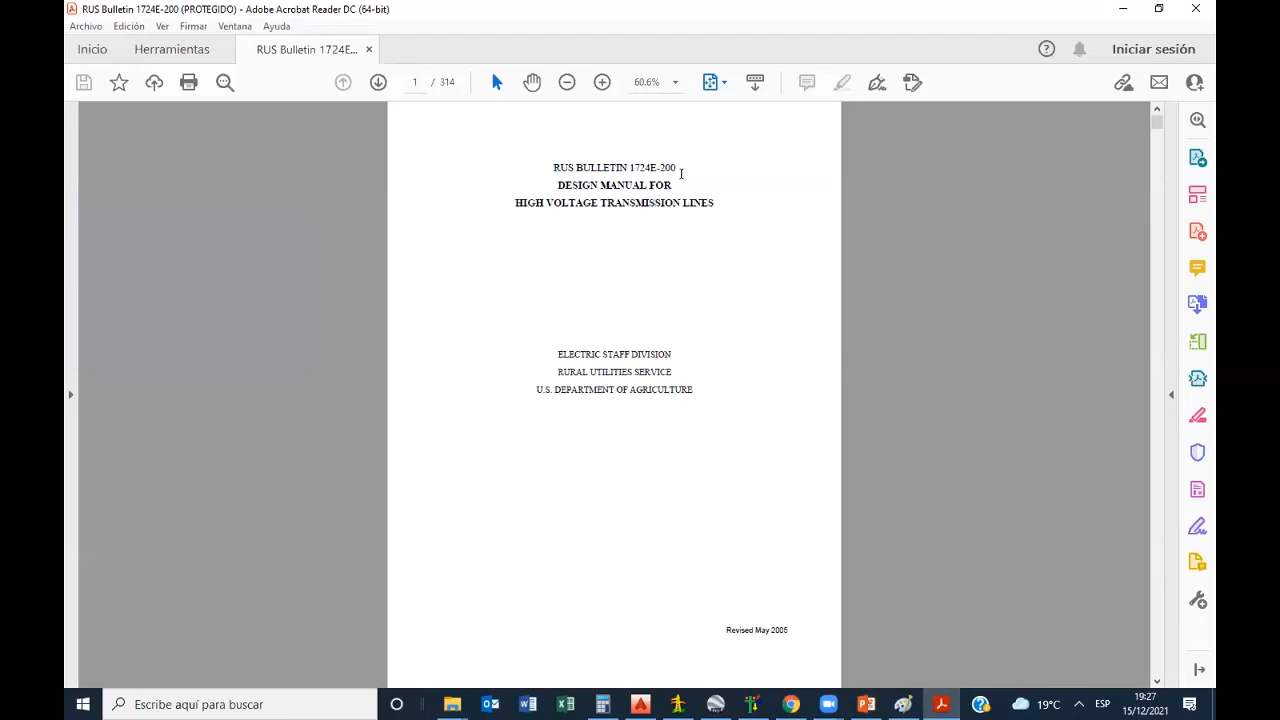 RUS Bulletin 1724E-200 (PROTEGIDO) - Adobe Acrobat Reader DC (64-bit)
Archivo Edición Ver Firmar Ventana Ayuda
Inicio Herramientas RUS Bulletin 1724E... × Iniciar sesión
1 / 314 60.6%
RUS BULLETIN 1724E-200
DESIGN MANUAL FOR
HIGH VOLTAGE TRANSMISSION LINES
ELECTRIC STAFF DIVISION
RURAL UTILITIES SERVICE
U.S. DEPARTMENT OF AGRICULTURE
Revised May 2005
Escribe aquí para buscar
19°C ESP 19:27
15/12/2021